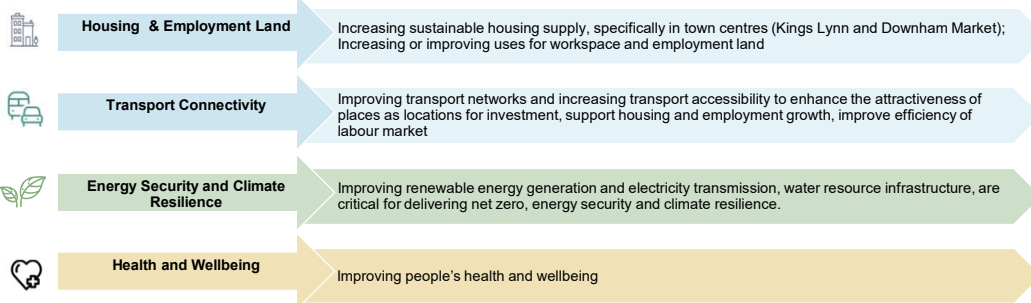 Housing & Employment Land
Increasing sustainable housing supply, specifically in town centres (Kings Lynn and Downham Market);
Increasing or improving uses for workspace and employment land
Transport Connectivity
Improving transport networks and increasing transport accessibility to enhance the attractiveness of
places as locations for investment, support housing and employment growth, improve efficiency of
labour market
Energy Security and Climate
Resilience
Improving renewable energy generation and electricity transmission, water resource infrastructure, are
critical for delivering net zero, energy security and climate resilience.
Health and Wellbeing
Improving people’s health and wellbeing